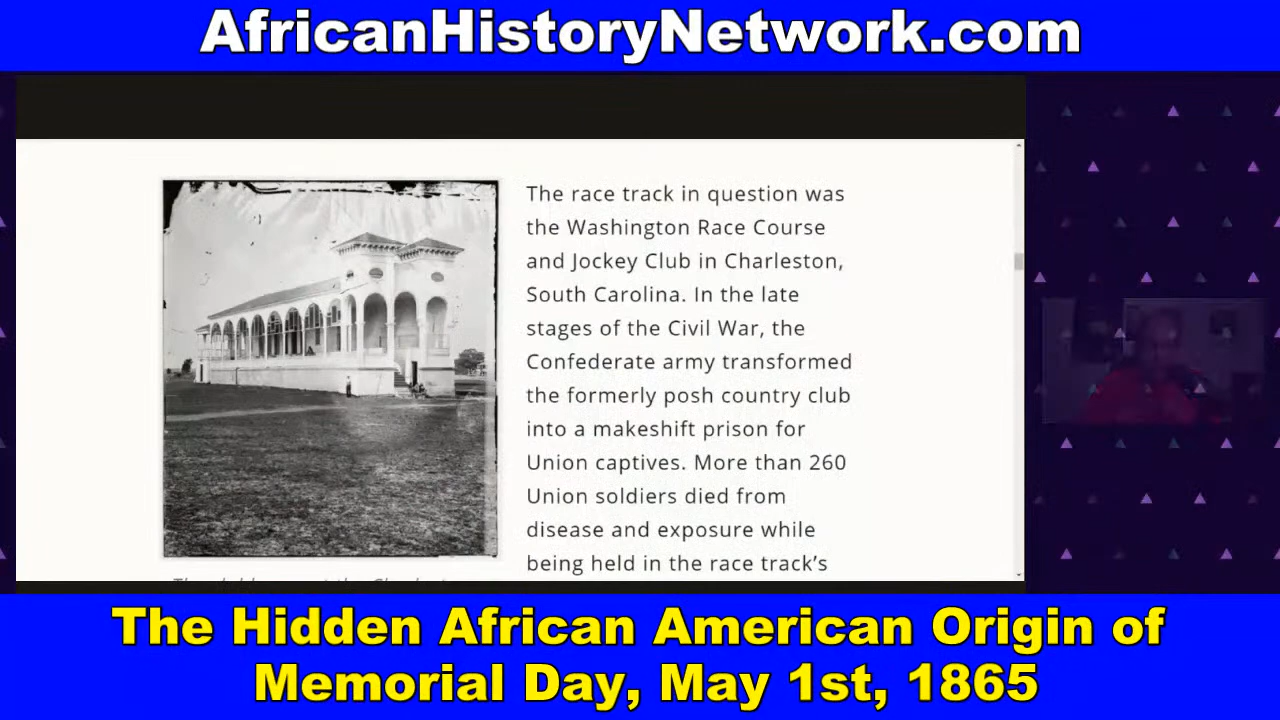 AfricanHistoryNetwork.com
The race track in question was
the Washington Race Course
and Jockey Club in Charleston,
South Carolina. In the late
stages of the Civil War, the
Confederate army transformed
the formerly posh country club
into a makeshift prison for
Union captives. More than 260
Union soldiers died from
disease and exposure while
being held in the race track’s
The Hidden African American Origin of
Memorial Day, May 1st, 1865